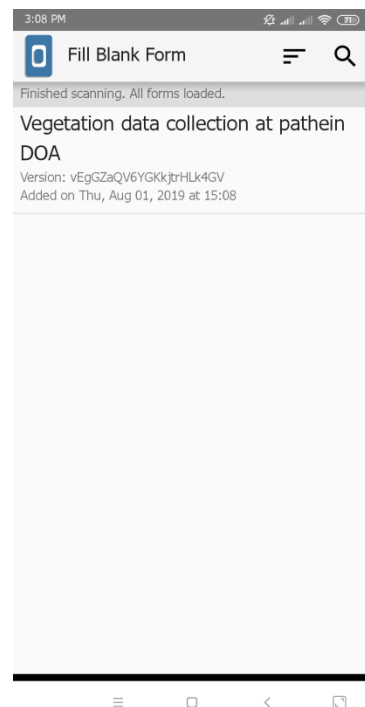 3:08 PM
71
Fill Blank Form
Finished scanning. All forms loaded.
Vegetation data collection at pathein
DOA
Version: vEgGZaQV6YGKkjtrHLk4GV
Added on Thu, Aug 01, 2019 at 15:08